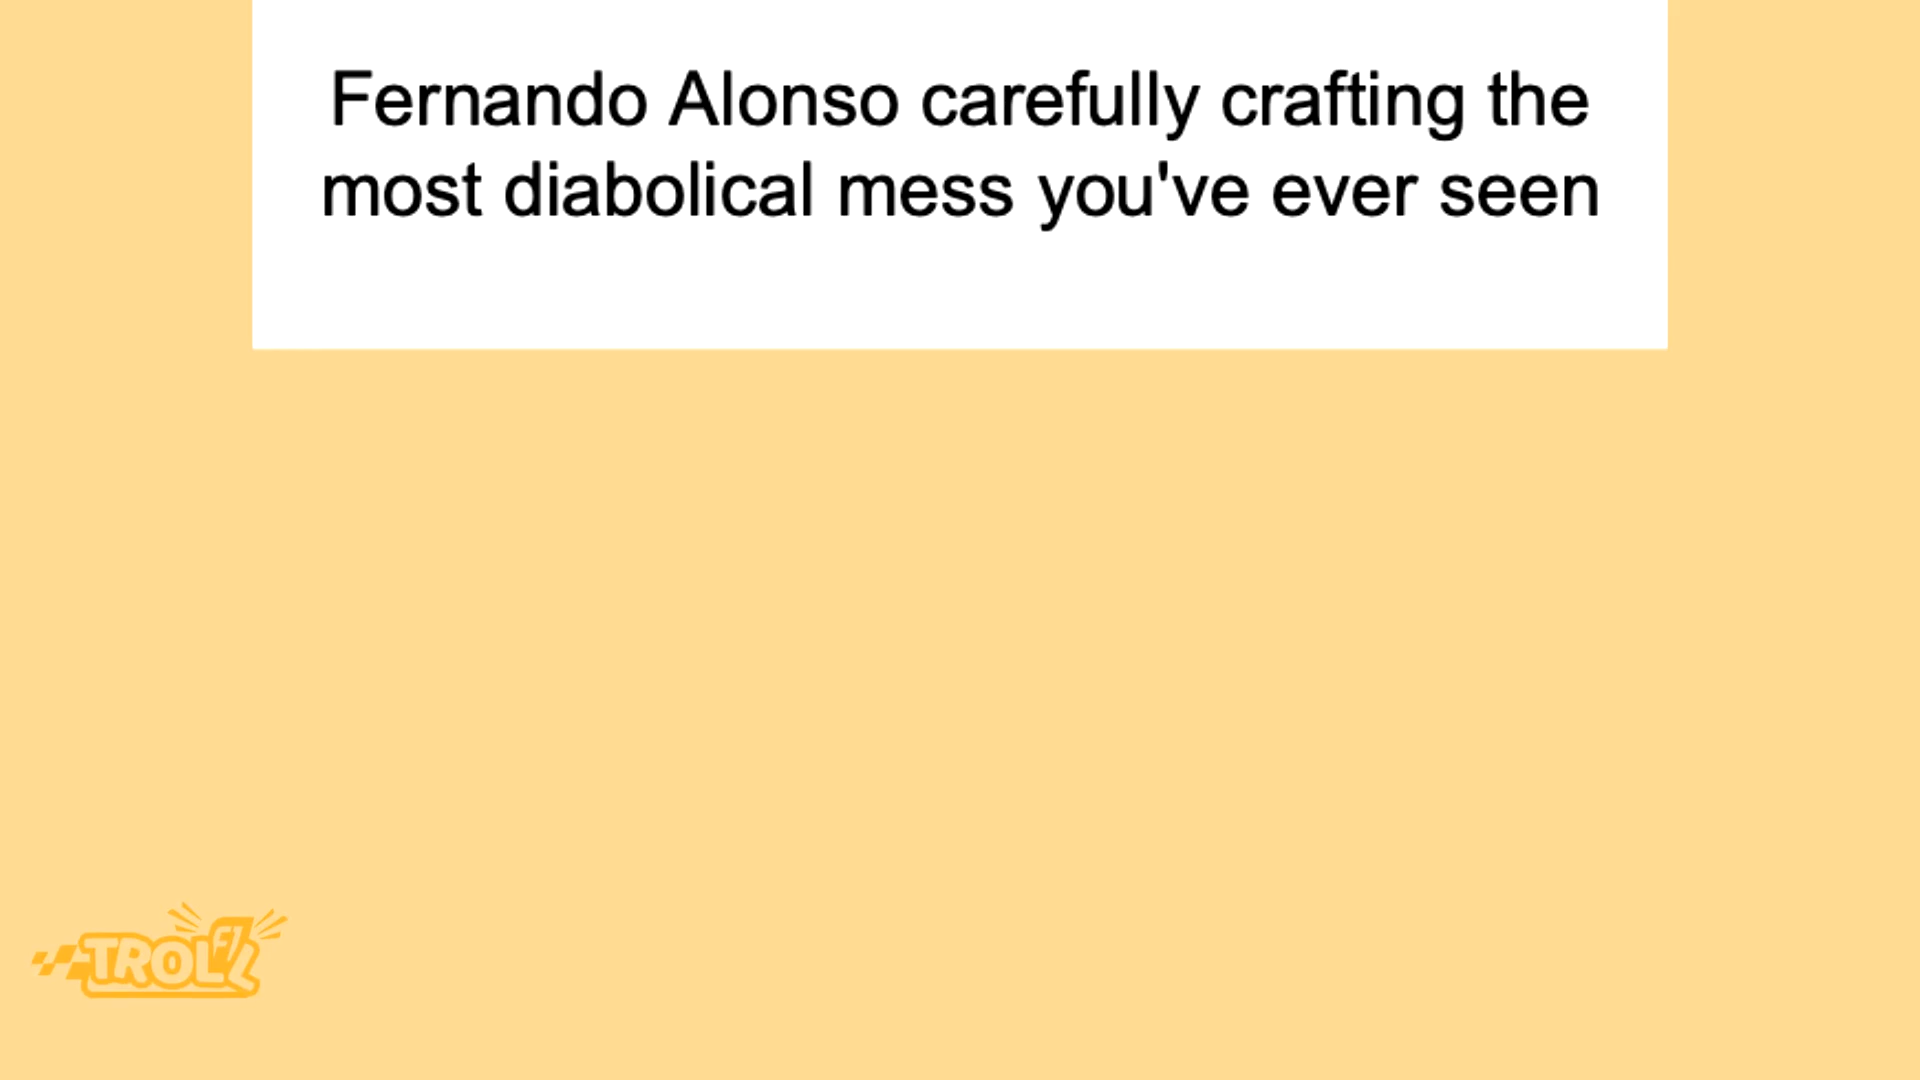 Fernando Alonso carefully crafting the
most diabolical mess you've ever seen
TROLL
F1